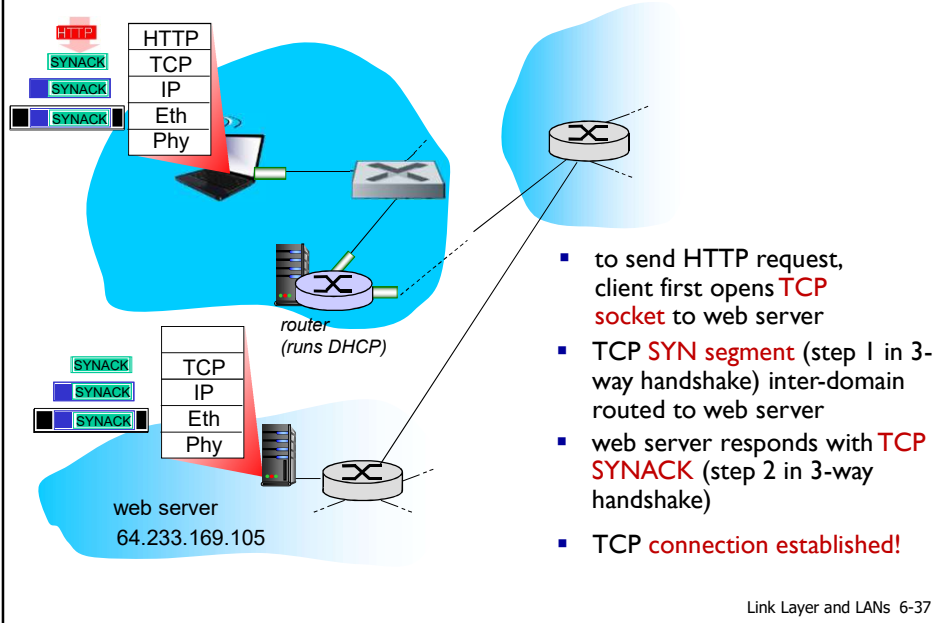 HTTP
SYNACK
SYNACK
SYNACK
HTTP
TCP
IP
Eth
Phy
router
(runs DHCP)
SYNACK
SYNACK
SYNACK
TCP
IP
Eth
Phy
web server
64.233.169.105
to send HTTP request,
client first opens TCP
socket to web server
TCP SYN segment (step 1 in 3-
way handshake) inter-domain
routed to web server
web server responds with TCP
SYNACK (step 2 in 3-way
handshake)
TCP connection established!
Link Layer and LANs 6-37